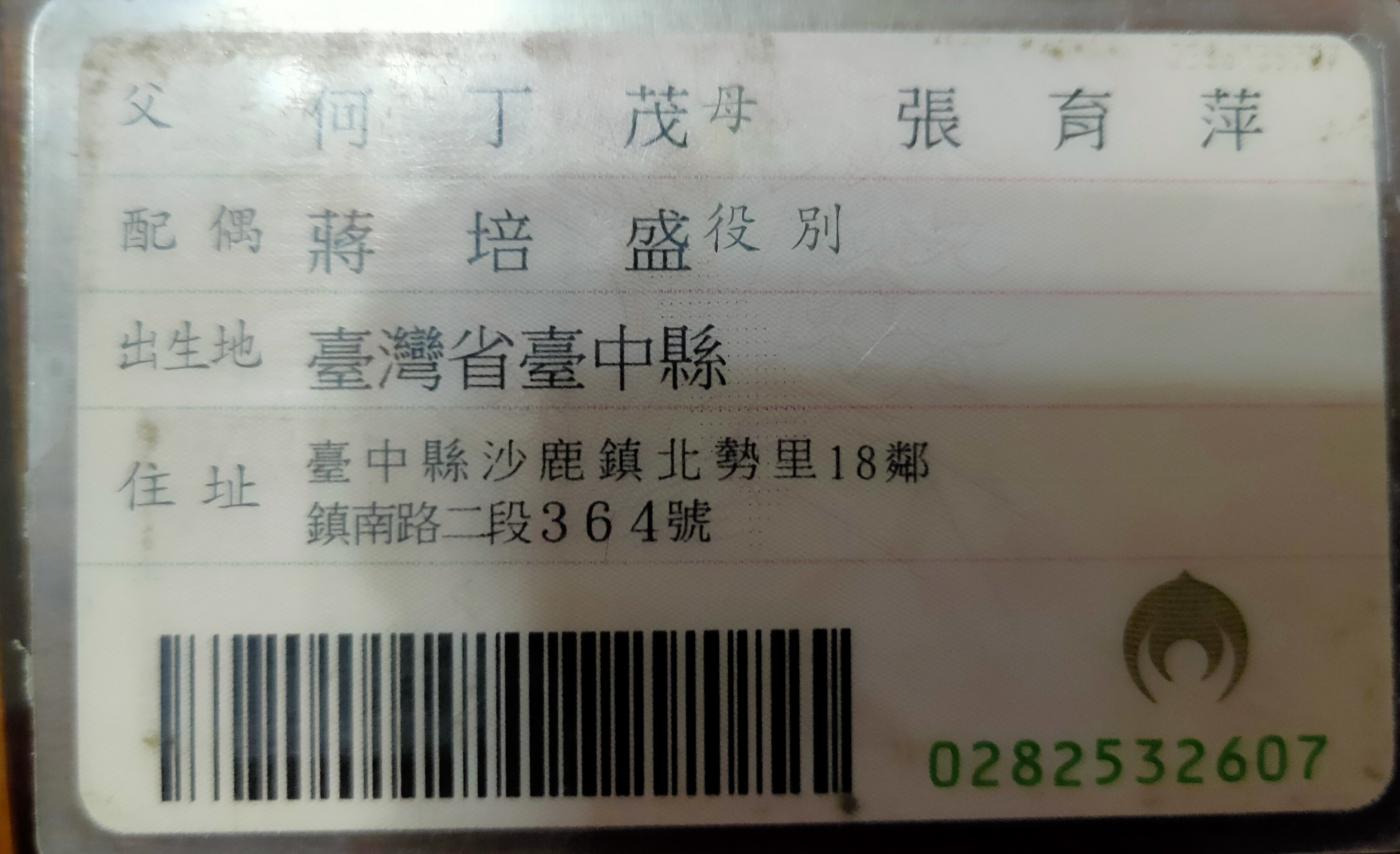 父 何丁茂 母 張育萍
配偶 蔣培盛 役別
出生地 臺灣省臺中縣
住址 臺中縣沙鹿鎮北勢里18鄰
鎮南路二段364號
0282532607